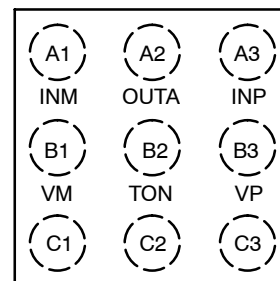 A1 A2 A3
INM OUTA INP
B1 B2 B3
VM TON VP
C1 C2 C3